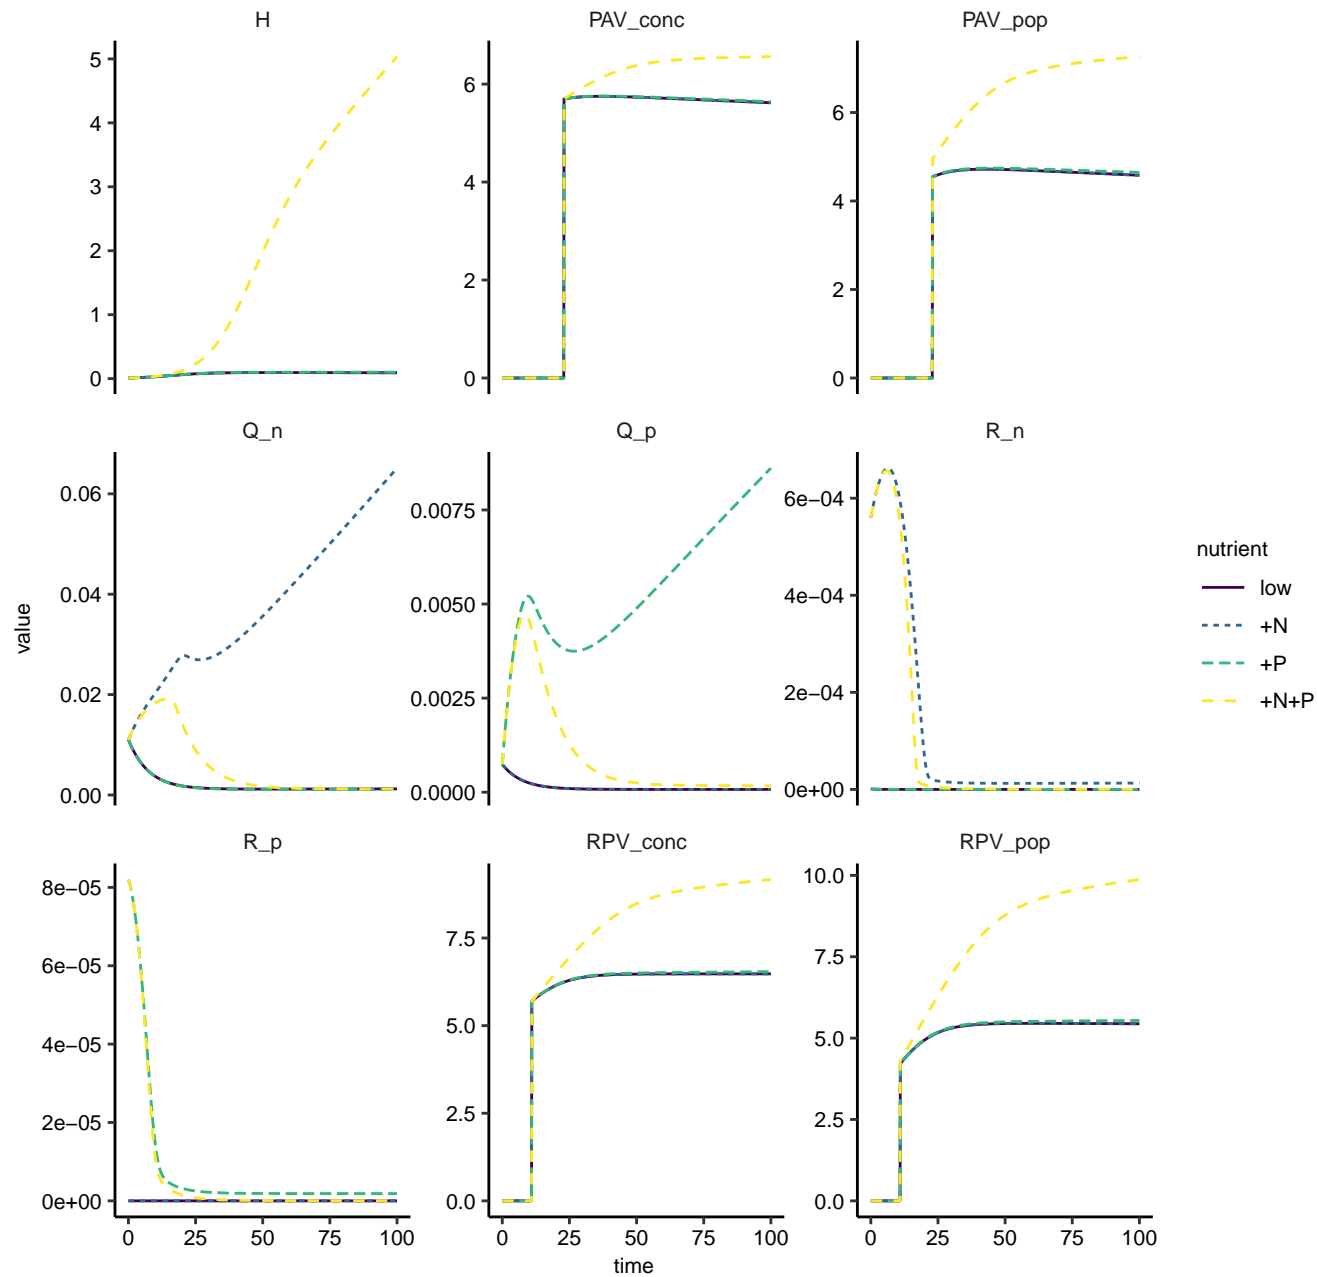 H
PAV_conc
PAV_pop
5
4
3
2
1
0
6
4
2
0
6
4
2
0
Q_n
Q_p
R_n
0.06
0.04
0.02
0.00
0.0075
0.0050
0.0025
0.0000
6e−04
4e−04
2e−04
0e+00
R_p
RPV_conc
RPV_pop
8e−05
6e−05
4e−05
2e−05
0e+00
7.5
5.0
2.5
0.0
10.0
7.5
5.0
2.5
0.0
0 25 50 75 100
0 25 50 75 100
0 25 50 75 100
time
value
nutrient
low
+N
+P
+N+P